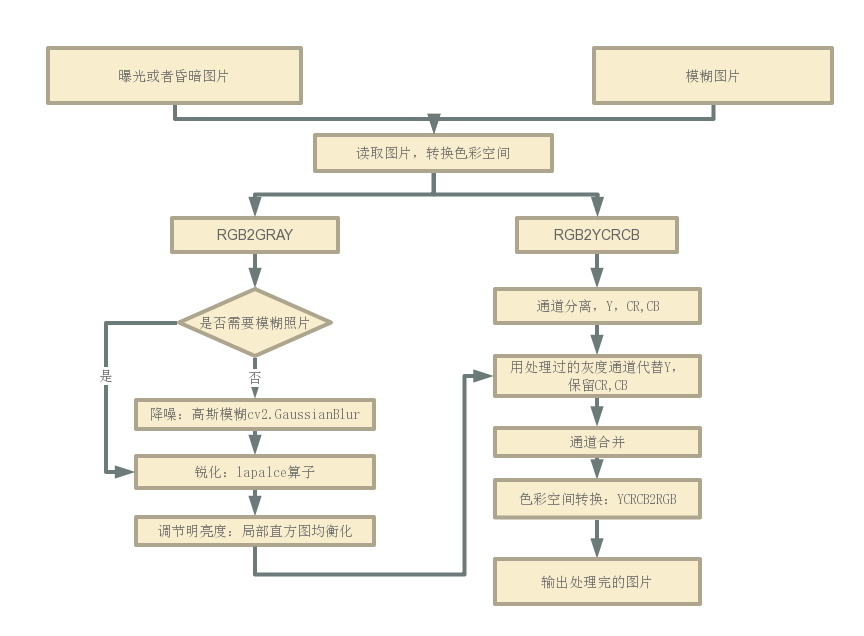 曝光或者昏暗图片
模糊图片
读取图片，转换色彩空间
RGB2GRAY
RGB2YCRCB
是否需要模糊照片
是
否
降噪：高斯模糊cv2.GaussianBlur
锐化：lapalce算子
调节明亮度：局部直方图均衡化
通道分离，Y，CR,CB
用处理过的灰度通道代替Y，
保留CR,CB
通道合并
色彩空间转换：YCRCB2RGB
输出处理完的图片